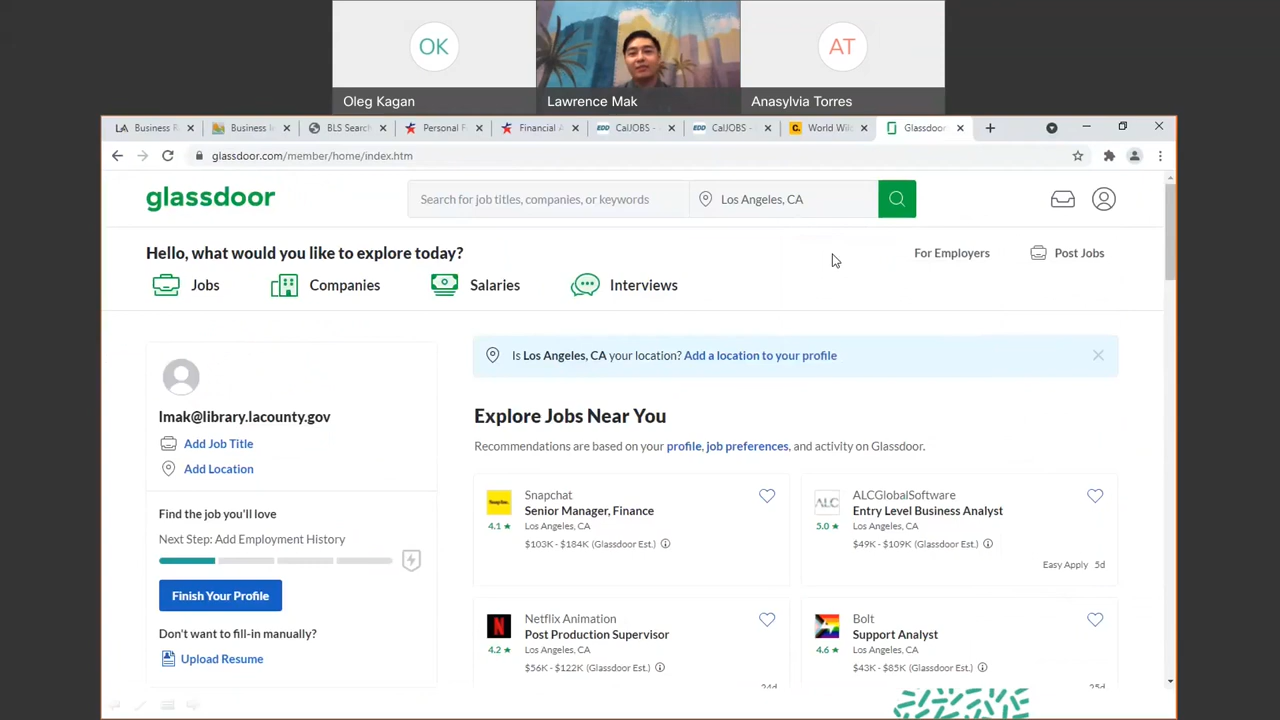 OK
AT
Oleg Kagan
Lawrence Mak
Anasylvia Torres
LA Business R
Business I
BLS Search
Personal F
Financial
EDD CalJOBS -
EDD CalJOBS -
C. World Wil
Glassdoor
glassdoor.com/member/home/index.htm
glassdoor
Search for job titles, companies, or keywords
Los Angeles, CA
Hello, what would you like to explore today?
For Employers
Post Jobs
Jobs
Companies
Salaries
Interviews
Is Los Angeles, CA your location? Add a location to your profile
lmak@library.lacounty.gov
Add Job Title
Add Location
Find the job you'll love
Next Step: Add Employment History
Finish Your Profile
Don't want to fill-in manually?
Upload Resume
Explore Jobs Near You
Recommendations are based on your profile, job preferences, and activity on Glassdoor.
Snapchat
Senior Manager, Finance
4.1 ★ Los Angeles, CA
$103K - $184K (Glassdoor Est.)
ALC
ALCGlobalSoftware
Entry Level Business Analyst
5.0 ★ Los Angeles, CA
$49K - $109K (Glassdoor Est.)
Easy Apply 5d
N
Netflix Animation
Post Production Supervisor
4.2 ★ Los Angeles, CA
$56K - $122K (Glassdoor Est.)
24d
Bolt
Support Analyst
4.6 ★ Los Angeles, CA
$43K - $85K (Glassdoor Est.)
25d